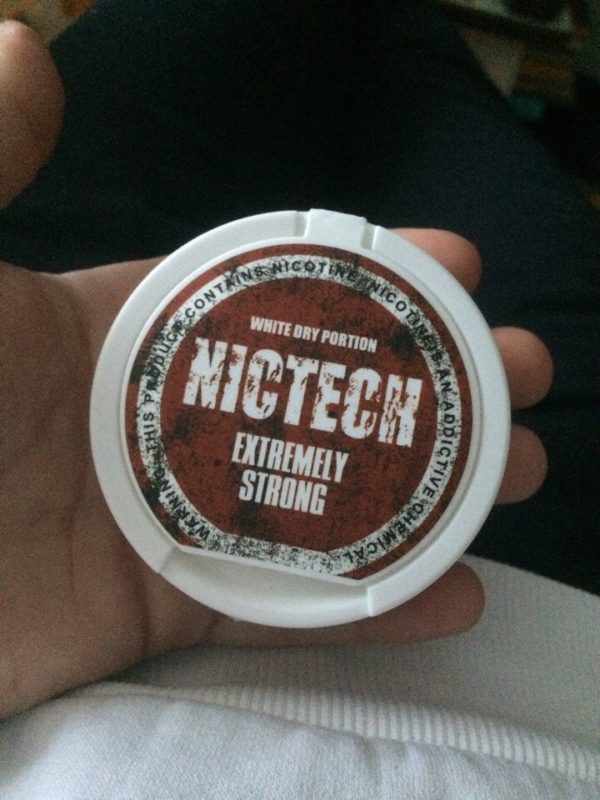 WARNING THIS PRODUCT CONTAINS NICOTINE. NICOTINE IS AN ADDICTIVE CHEMICAL
WHITE DRY PORTION
NICTECH
EXTREMELY
STRONG